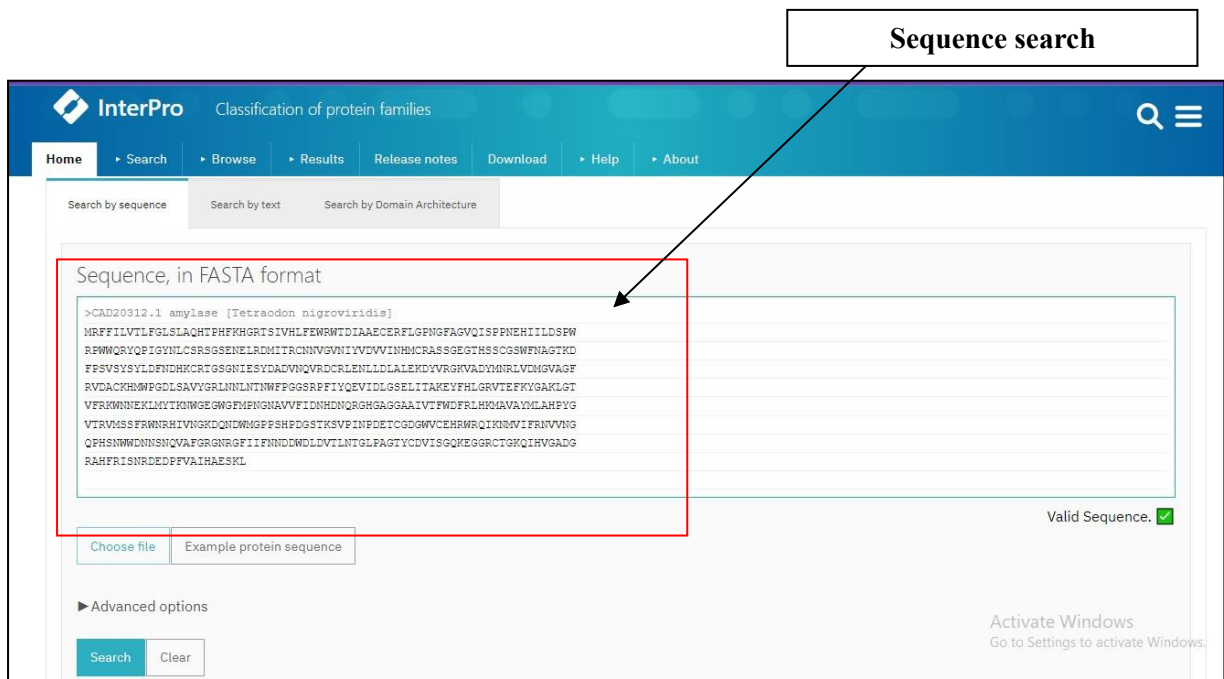 Sequence search
InterPro Classification of protein families
Home ▸ Search ▸ Browse ▸ Results Release notes Download ▸ Help ▸ About
Search by sequence Search by text Search by Domain Architecture
Sequence, in FASTA format
>CAD20312.1 amylase [Tetraodon nigroviridis]
MRFFILVTLFGLSLAQHTPHFKHGRTSIVHLFEWRWTDIAAECERFLGPNGFAGVQISPPNEHIILDSPW
RPWWQRYQPIGYNLCSRSGSENELRDMITRCNNVGVNIYVDVVINHMCRASSGEGTHSSCGSWFNAGTKD
FPSVSYSYLDFNDHKCRTGSGNIESYDADVNQVRDCRLENLLDLALEKDYVRGKVADYMNRLVDMGVAGF
RVDACKHMWPGDLSAVYGRLNNLNTNWFPGGSRPFIYQEVIDLGSELITAKEYFHLGRVTEFKYGAKLGT
VFRKWNNEKLMYTKNWGEGWGFMPNGNAVVFIDNHDNQRGHGAGGAAIVTFWDFRLHKMAVAYMLAHPYG
VTRVMSSFRWNRHIVNGKDQNDWMGPPSHPDGSTKSVPINPDETCGDGWVCEHRWRQIKNMVIFRNVVNG
QPHSNWWDNNSNQVAFGRGNRGFIIFNNDDWDLDVTLNTGLPAGTYCDVISGQKEGGRCTGKQIHVGADG
RAHFRISNRDEDPFVAIHAESKL
Valid Sequence.
Choose file Example protein sequence
▶Advanced options
Activate Windows
Go to Settings to activate Windows.
Search Clear